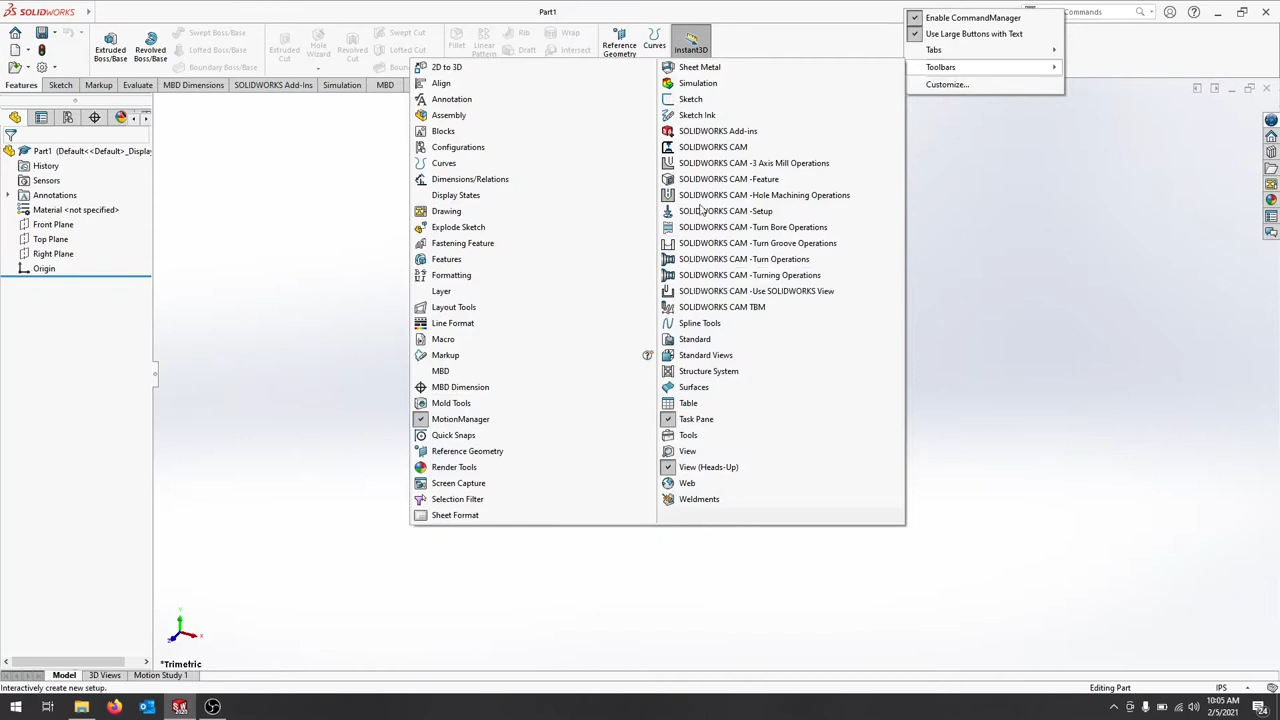 SOLIDWORKS
Part1
Commands
Enable CommandManager
Use Large Buttons with Text
Tabs
Toolbars
Customize...
Extruded Boss/Base
Revolved Boss/Base
Swept Boss/Base
Lofted Boss/Base
Boundary Boss/Base
Extruded Cut
Hole Wizard
Revolved Cut
Swept Cut
Lofted Cut
Fillet
Linear Pattern
Rib
Draft
Wrap
Intersect
Reference Geometry
Curves
Instant3D
Features
Sketch
Markup
Evaluate
MBD Dimensions
SOLIDWORKS Add-Ins
Simulation
MBD
Part1 (Default<<Default>_Display
History
Sensors
Annotations
Material <not specified>
Front Plane
Top Plane
Right Plane
Origin
2D to 3D
Align
Annotation
Assembly
Blocks
Configurations
Curves
Dimensions/Relations
Display States
Drawing
Explode Sketch
Fastening Feature
Features
Formatting
Layer
Layout Tools
Line Format
Macro
Markup
MBD
MBD Dimension
Mold Tools
MotionManager
Quick Snaps
Reference Geometry
Render Tools
Screen Capture
Selection Filter
Sheet Format
Sheet Metal
Simulation
Sketch
Sketch Ink
SOLIDWORKS Add-ins
SOLIDWORKS CAM
SOLIDWORKS CAM -3 Axis Mill Operations
SOLIDWORKS CAM -Feature
SOLIDWORKS CAM -Hole Machining Operations
SOLIDWORKS CAM -Setup
SOLIDWORKS CAM -Turn Bore Operations
SOLIDWORKS CAM -Turn Groove Operations
SOLIDWORKS CAM -Turn Operations
SOLIDWORKS CAM -Turning Operations
SOLIDWORKS CAM -Use SOLIDWORKS View
SOLIDWORKS CAM TBM
Spline Tools
Standard
Standard Views
Structure System
Surfaces
Table
Task Pane
Tools
View
View (Heads-Up)
Web
Weldments
Y
X
Z
*Trimetric
Model
3D Views
Motion Study 1
Interactively create new setup.
Editing Part
IPS
10:05 AM
2/5/2021
24